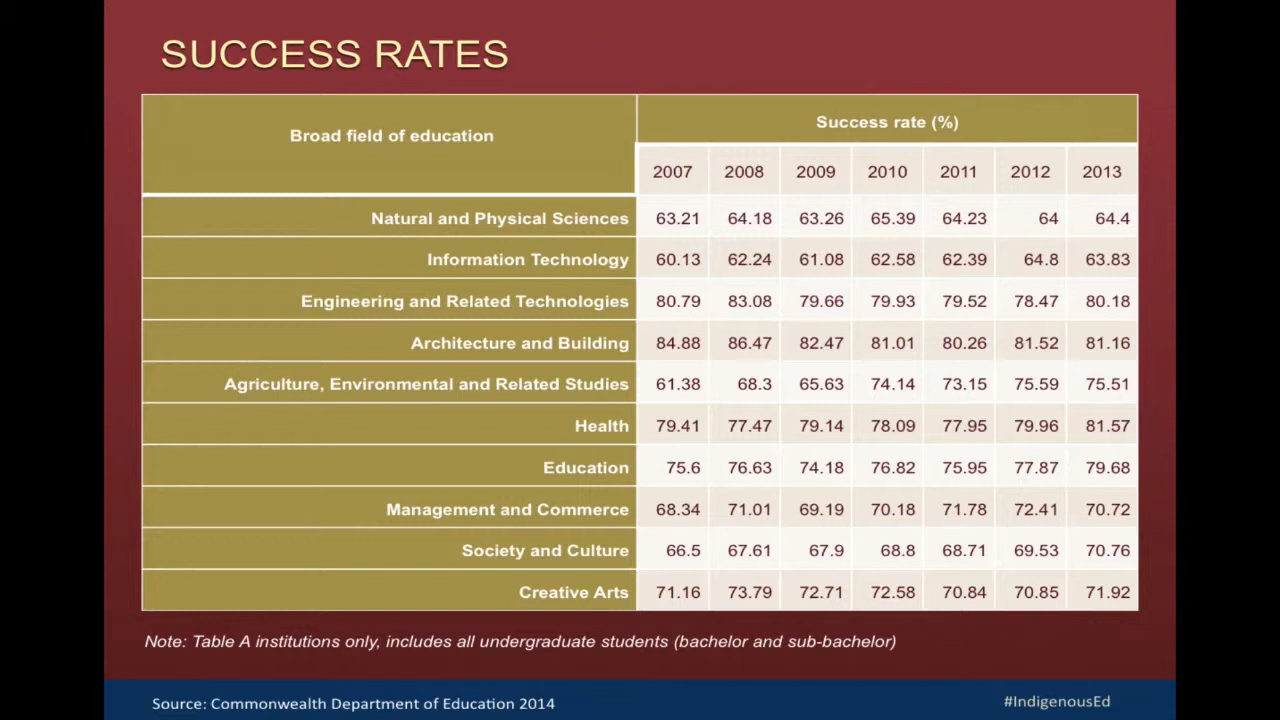 SUCCESS RATES
Broad field of education
Success rate (%)
2007 2008 2009 2010 2011 2012 2013
Natural and Physical Sciences 63.21 64.18 63.26 65.39 64.23 64 64.4
Information Technology 60.13 62.24 61.08 62.58 62.39 64.8 63.83
Engineering and Related Technologies 80.79 83.08 79.66 79.93 79.52 78.47 80.18
Architecture and Building 84.88 86.47 82.47 81.01 80.26 81.52 81.16
Agriculture, Environmental and Related Studies 61.38 68.3 65.63 74.14 73.15 75.59 75.51
Health 79.41 77.47 79.14 78.09 77.95 79.96 81.57
Education 75.6 76.63 74.18 76.82 75.95 77.87 79.68
Management and Commerce 68.34 71.01 69.19 70.18 71.78 72.41 70.72
Society and Culture 66.5 67.61 67.9 68.8 68.71 69.53 70.76
Creative Arts 71.16 73.79 72.71 72.58 70.84 70.85 71.92
Note: Table A institutions only, includes all undergraduate students (bachelor and sub-bachelor)
Source: Commonwealth Department of Education 2014
#IndigenousEd